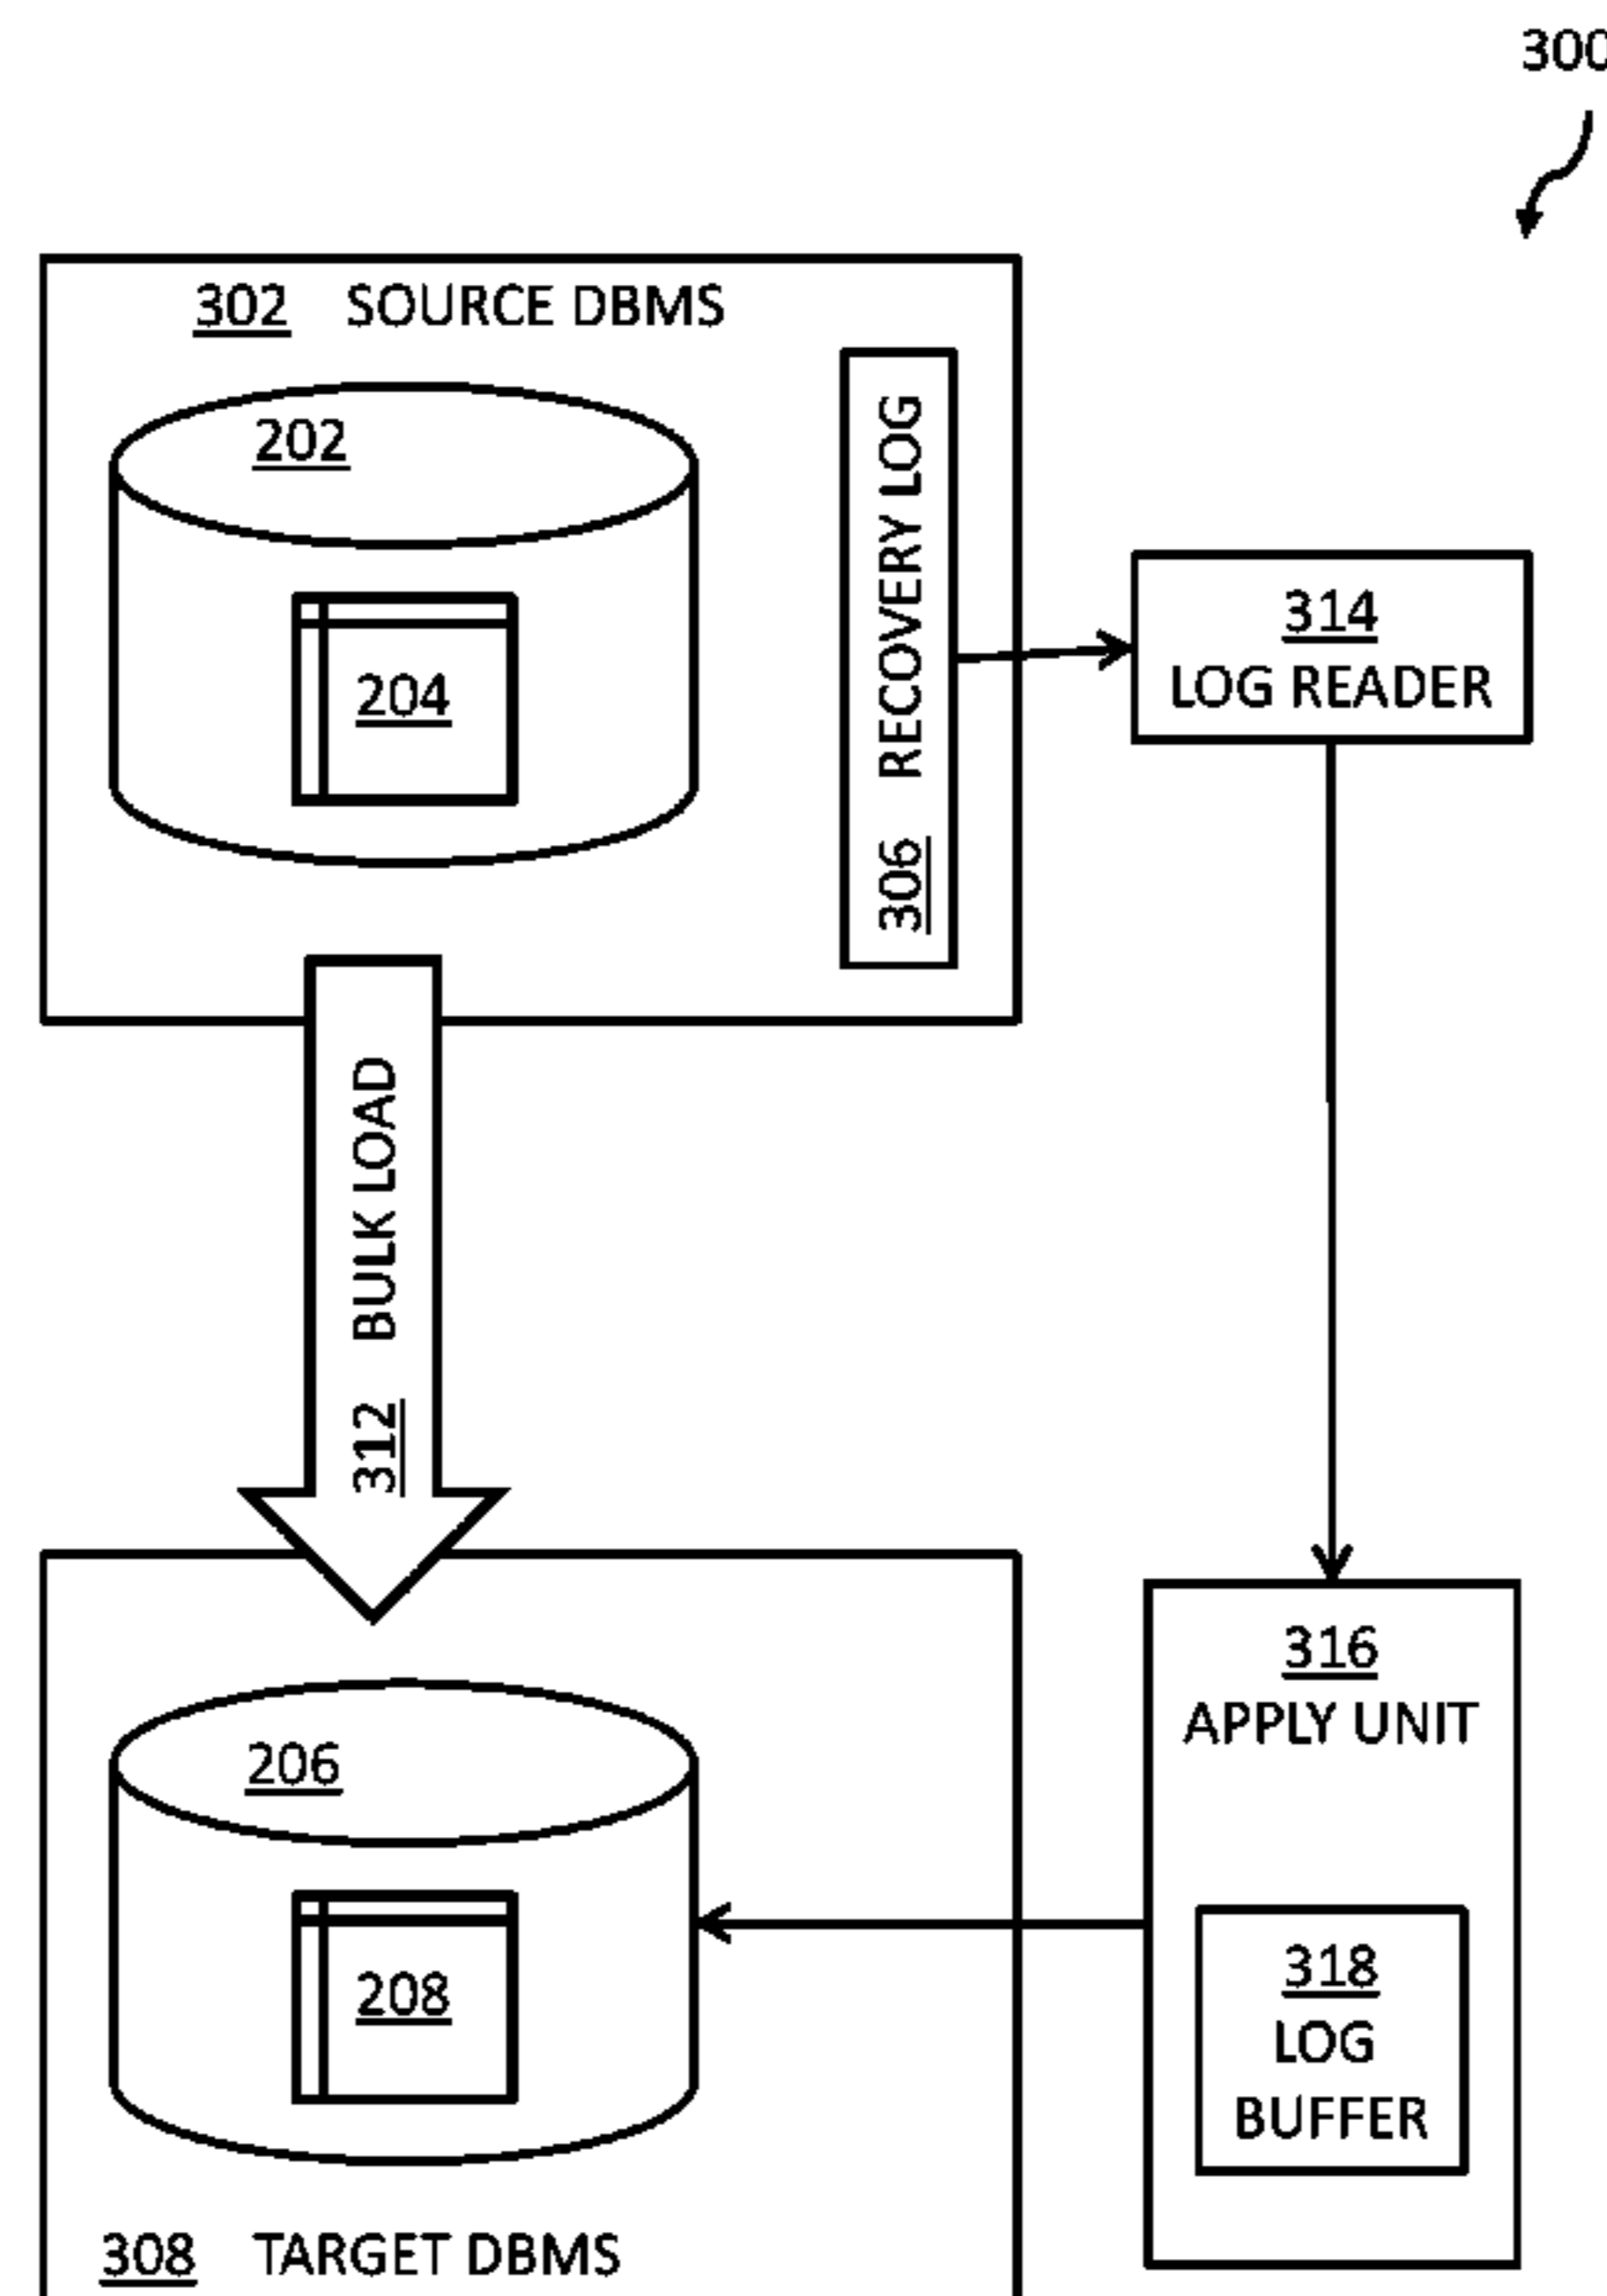 300
302 SOURCE DBMS
202
204
306 RECOVERY LOG
314
LOG READER
312 BULK LOAD
316
APPLY UNIT
206
208
318
LOG
BUFFER
308 TARGET DBMS